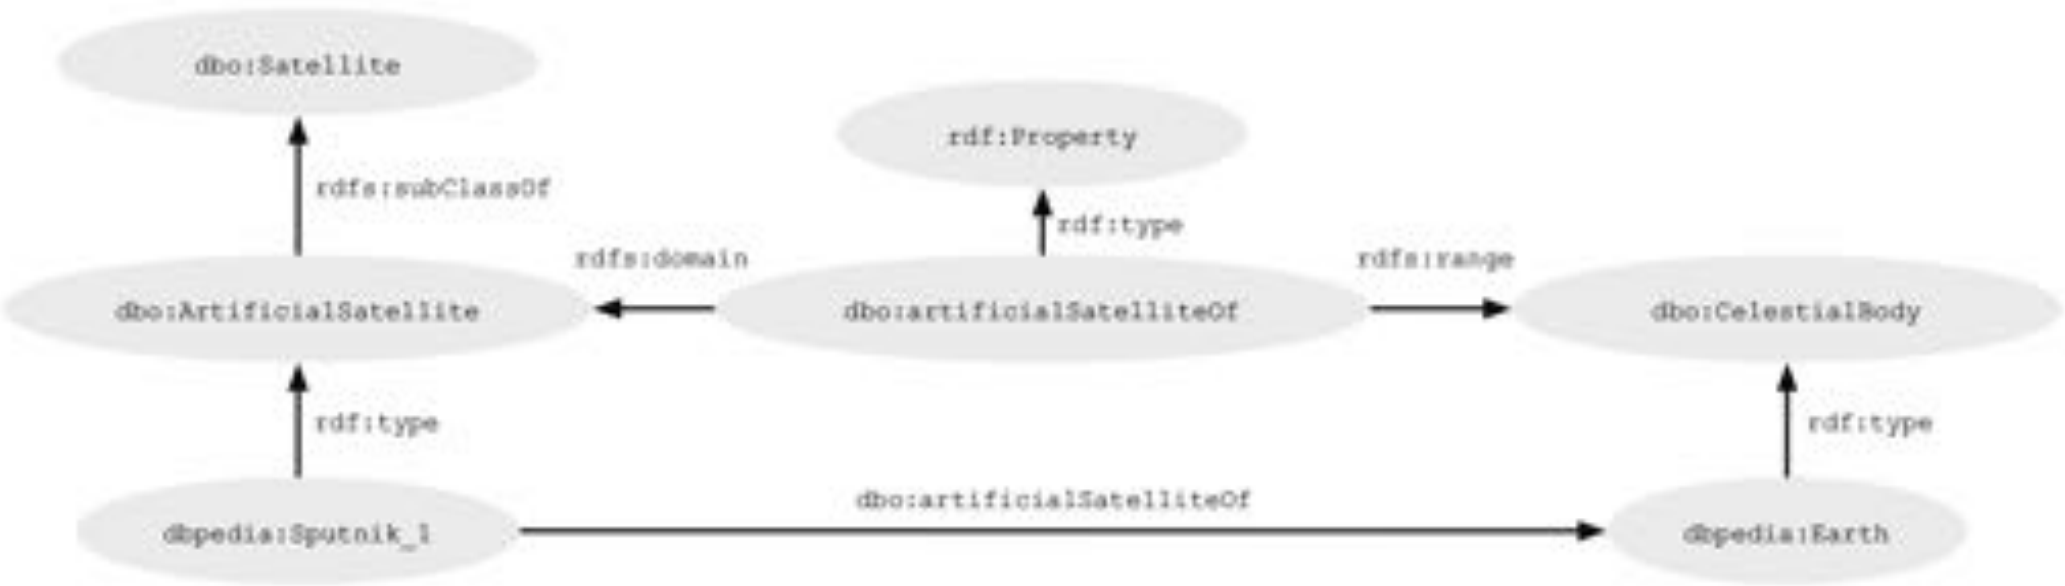 dbo:Satellite
rdf:Property
rdfs:subClassOf
rdf:type
rdfs:domain
rdfs:range
dbo:ArtificialSatellite
dbo:artificialSatelliteOf
dbo:CelestialBody
rdf:type
rdf:type
dbo:artificialSatelliteOf
dbpedia:Sputnik_1
dbpedia:Earth